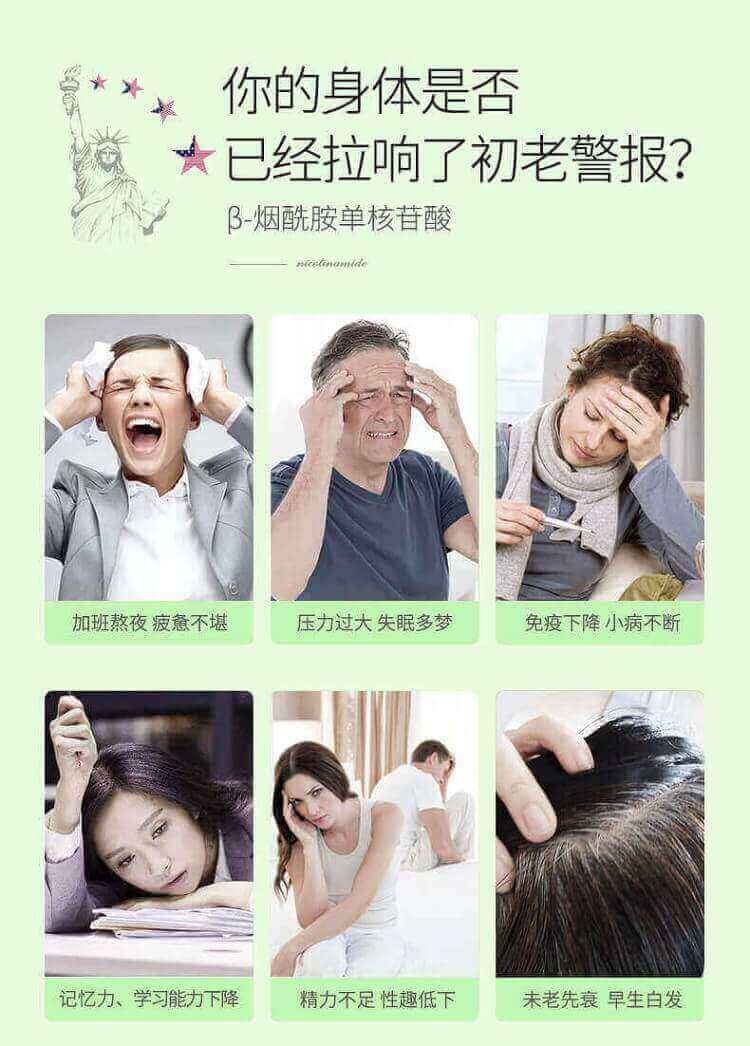 你的身体是否
已经拉响了初老警报？
β-烟酰胺单核苷酸
nicotinamide
加班熬夜 疲惫不堪
压力过大 失眠多梦
免疫下降 小病不断
记忆力、学习能力下降
精力不足 性趣低下
未老先衰 早生白发